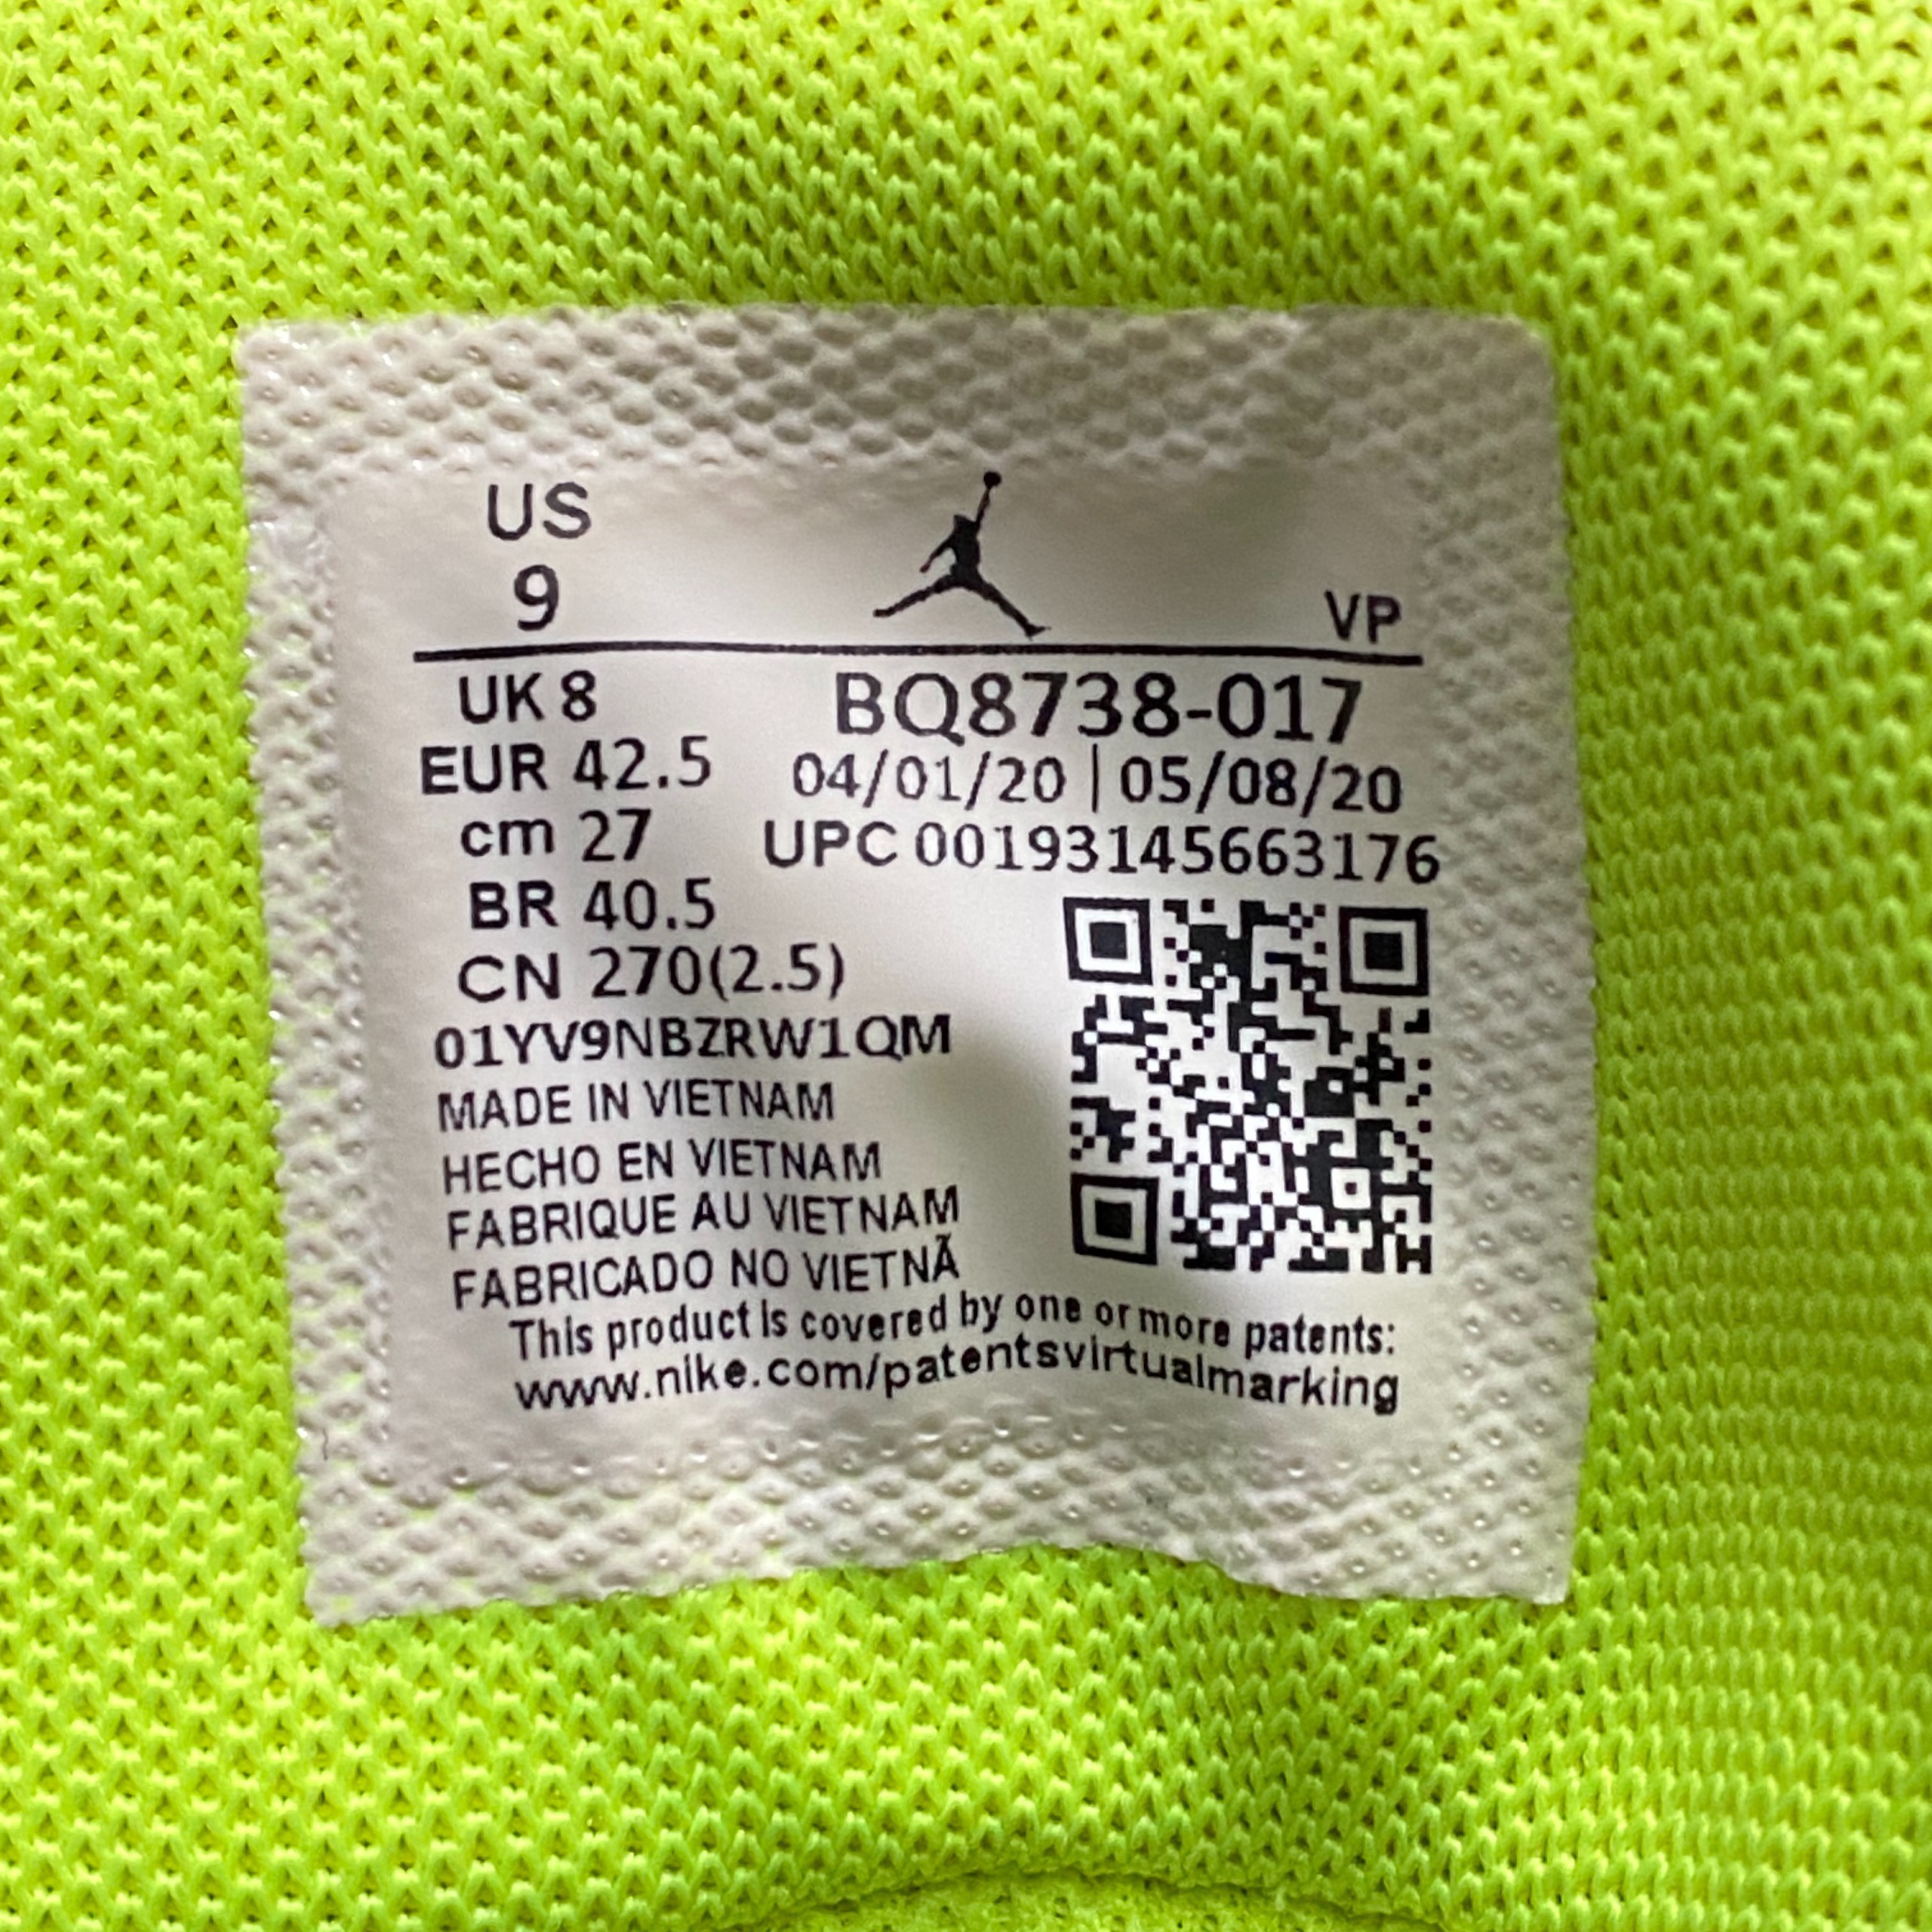 US
9
VP
UK 8
BQ8738-017
EUR 42.5
04/01/20 | 05/08/20
cm 27
UPC 00193145663176
BR 40.5
CN 270(2.5)
01YV9NBZRW1QM
MADE IN VIETNAM
HECHO EN VIETNAM
FABRIQUE AU VIETNAM
FABRICADO NO VIETNÃ
This product is covered by one or more patents:
www.nike.com/patentsvirtualmarking